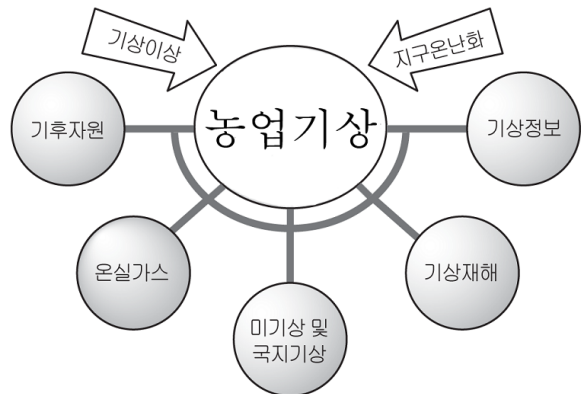 기상이상
지구온난화
농업기상
기후자원
기상정보
온실가스
기상재해
미기상 및
국지기상